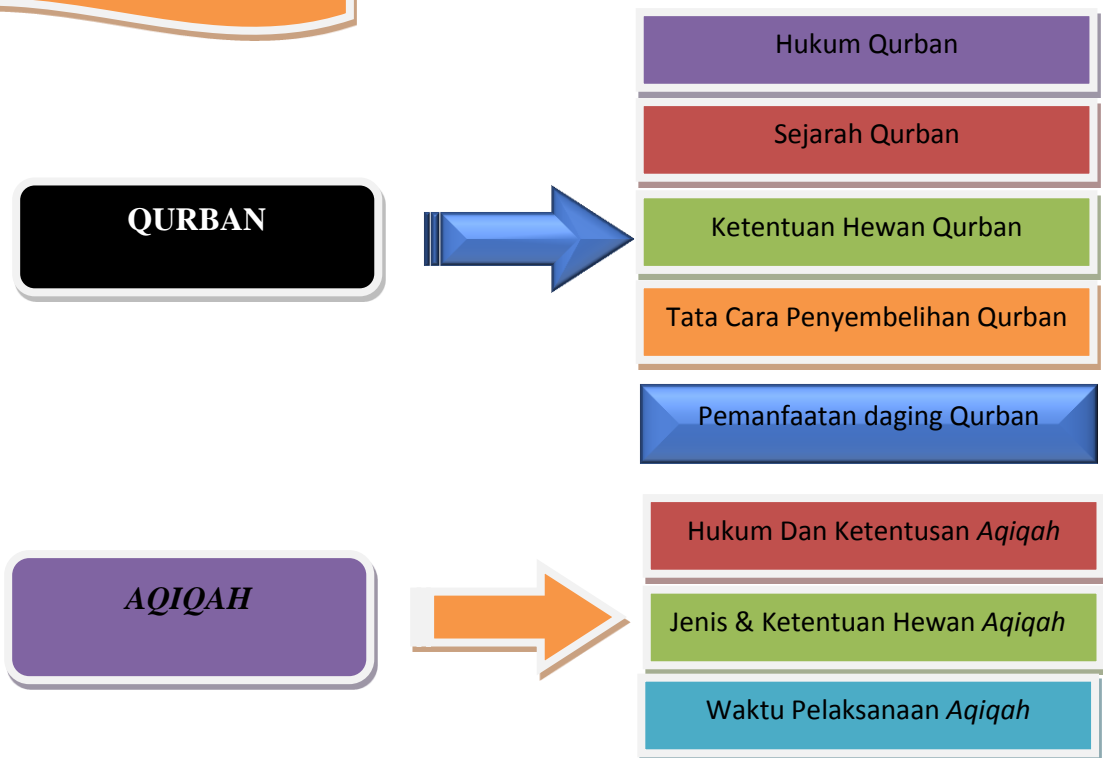 QURBAN
Hukum Qurban
Sejarah Qurban
Ketentuan Hewan Qurban
Tata Cara Penyembelihan Qurban
Pemanfaatan daging Qurban
AQIQAH
Hukum Dan Ketentusan Aqiqah
Jenis & Ketentuan Hewan Aqiqah
Waktu Pelaksanaan Aqiqah